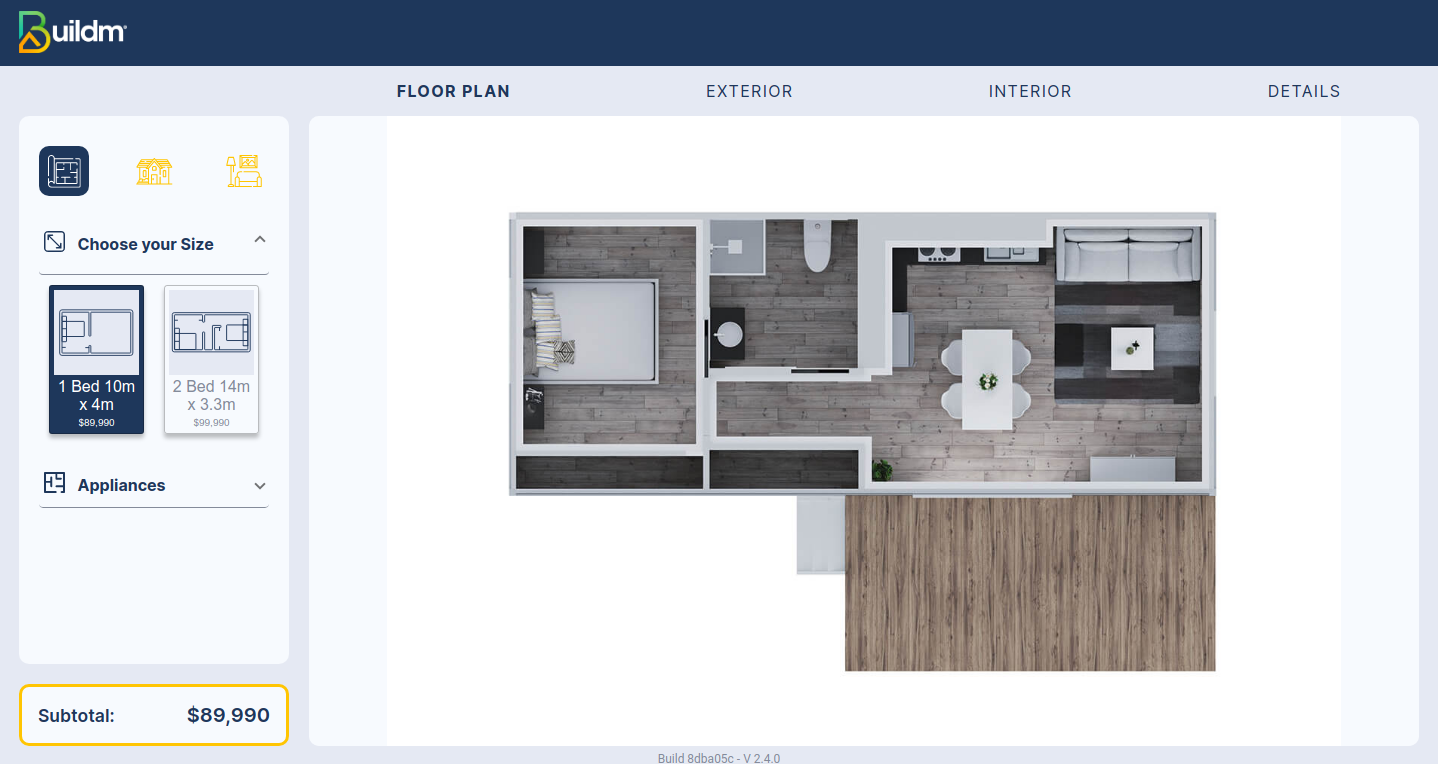 Buildm
FLOOR PLAN
EXTERIOR
INTERIOR
DETAILS
Choose your Size
1 Bed 10m
x 4m
$89,990
2 Bed 14m
x 3.3m
$99,990
Appliances
Subtotal:
$89,990
Build 8dba05c - V 2.4.0